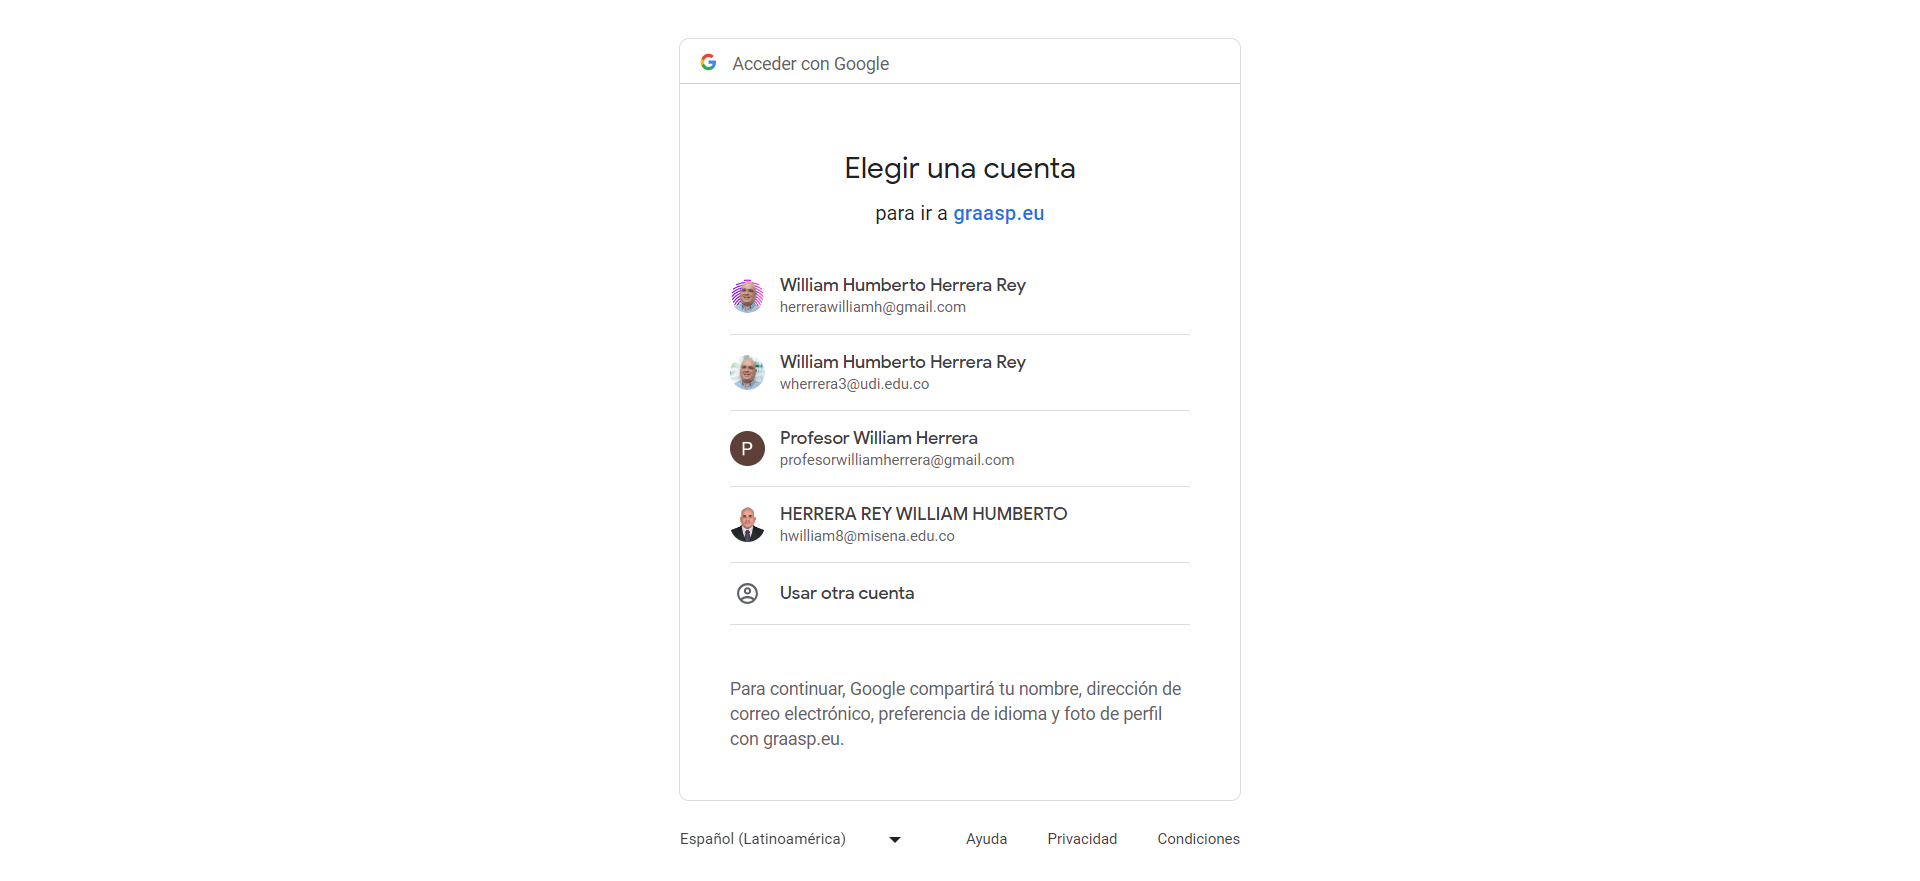 Acceder con Google
Elegir una cuenta
para ir a graasp.eu
William Humberto Herrera Rey
herrerawilliamh@gmail.com
William Humberto Herrera Rey
wherrera3@udi.edu.co
P
Profesor William Herrera
profesorwilliamherrera@gmail.com
HERRERA REY WILLIAM HUMBERTO
hwilliam8@misena.edu.co
Usar otra cuenta
Para continuar, Google compartirá tu nombre, dirección de
correo electrónico, preferencia de idioma y foto de perfil
con graasp.eu.
Español (Latinoamérica) Ayuda Privacidad Condiciones